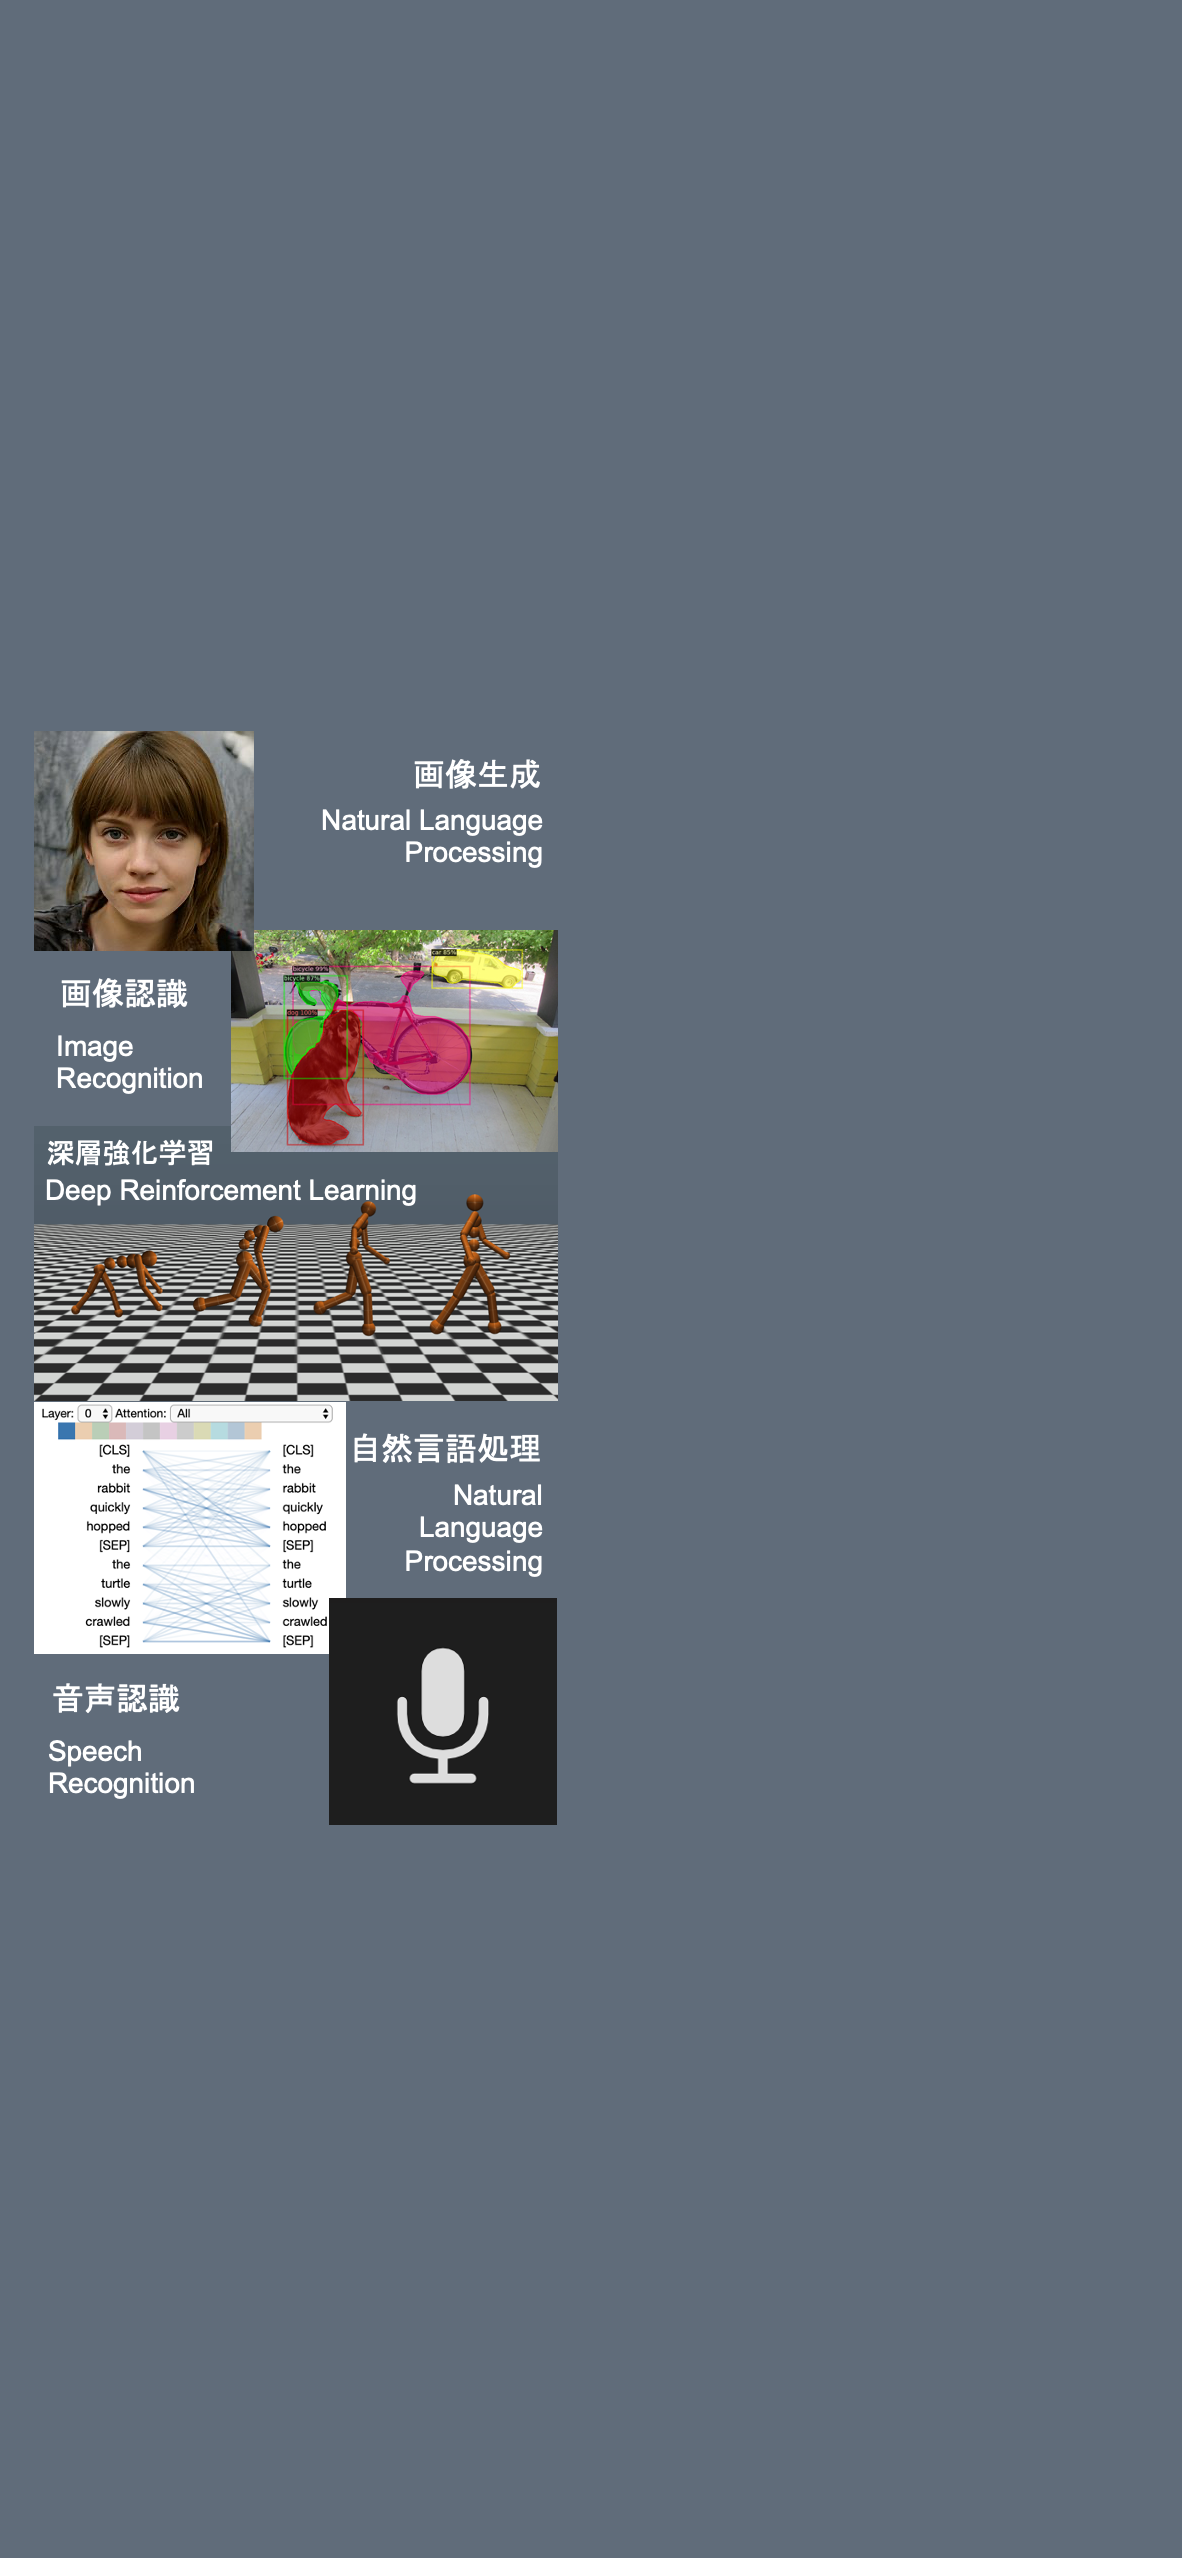 画像生成
Natural Language
Processing
画像認識
Image
Recognition
car 85%
bicycle 99%
bicycle 87%
dog 100%
深層強化学習
Deep Reinforcement Learning
Layer: 0 Attention: All
[CLS] [CLS]
the the
rabbit rabbit
quickly quickly
hopped hopped
[SEP] [SEP]
the the
turtle turtle
slowly slowly
crawled crawled
[SEP] [SEP]
自然言語処理
Natural
Language
Processing
音声認識
Speech
Recognition